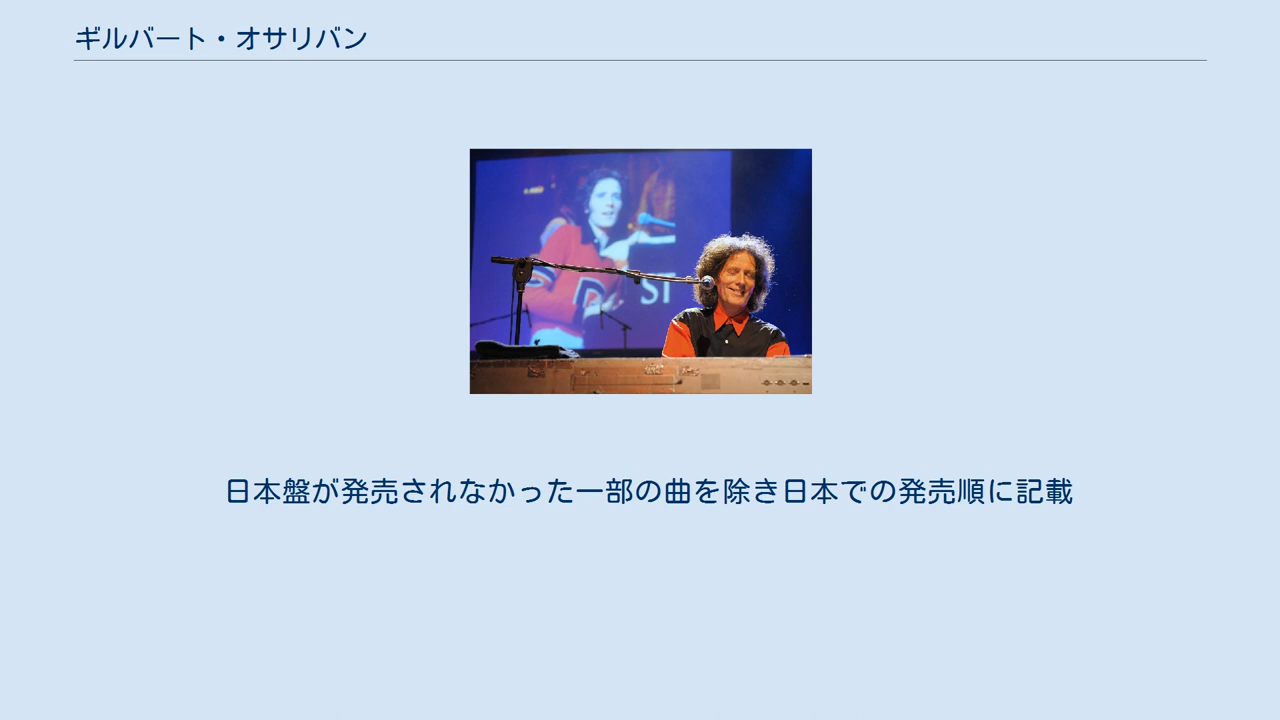 ギルバート・オサリバン
ST
日本盤が発売されなかった一部の曲を除き日本での発売順に記載